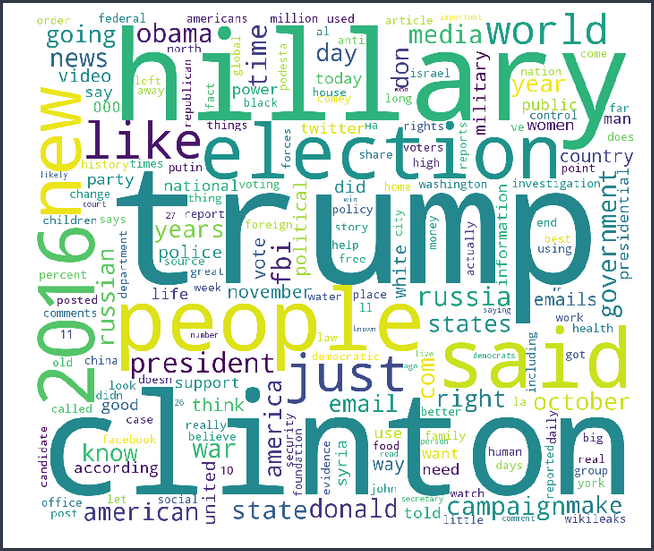 order federal americans million used article important
going obama north al anti media world
hillary
news left fact global podesta time day don israel nation come
video away republican power today house military year
say black comey long public
000 things twitter Ha rights control far man
new like election ve women does
history times putin forces share voters high reports country
likely party national voting did home washington investigation point
change court thing policy
trump
children says 27 report foreign political story city money actually information end government presidential
2016 years vote help white best
percent russian department police source fbi free using
great
posted life week november water place russia saying emails
comments people 11 states work
11 number law known health
old china president democratic live democrats said including got
just com
look doesn support america ago
didn good 26 email right la october
called think better
clinton
case really use family
candidate facebook believe security foundation evidence syria food want person human big daily
know war way read need days real
according united 10 john group reported york
office let social secretary watch
post american state donald told campaign make
little comment wikileaks